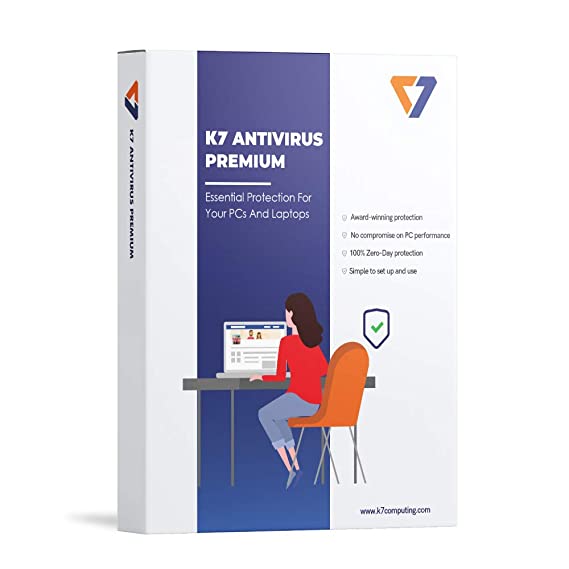 K7 ANTIVIRUS PREMIUM
K7 ANTIVIRUS
PREMIUM
Essential Protection For
Your PCs And Laptops
Award-winning protection
No compromise on PC performance
100% Zero-Day protection
Simple to set up and use
www.k7computing.com